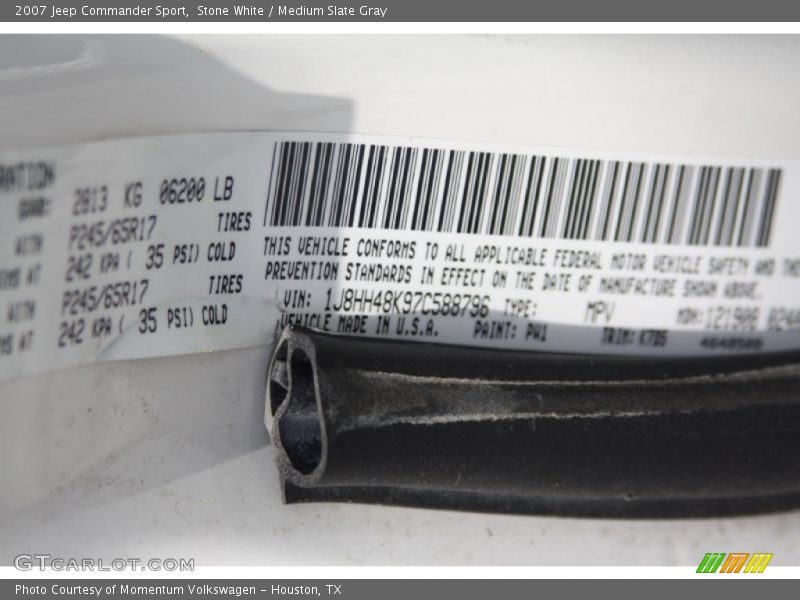 2007 Jeep Commander Sport, Stone White / Medium Slate Gray
2813 KG 06200 LB
P245/65R17 TIRES
242 KPA ( 35 PSI) COLD
P245/65R17 TIRES
242 KPA ( 35 PSI) COLD
THIS VEHICLE CONFORMS TO ALL APPLICABLE FEDERAL MOTOR VEHICLE SAFETY AND
PREVENTION STANDARDS IN EFFECT ON THE DATE OF MANUFACTURE SHOWN ABOVE.
VIN: 1J8HH48K97C588796 TYPE: MPV
VEHICLE MADE IN U.S.A. PAINT: PW1 TRIM:
GTcarlot.com
Photo Courtesy of Momentum Volkswagen - Houston, TX